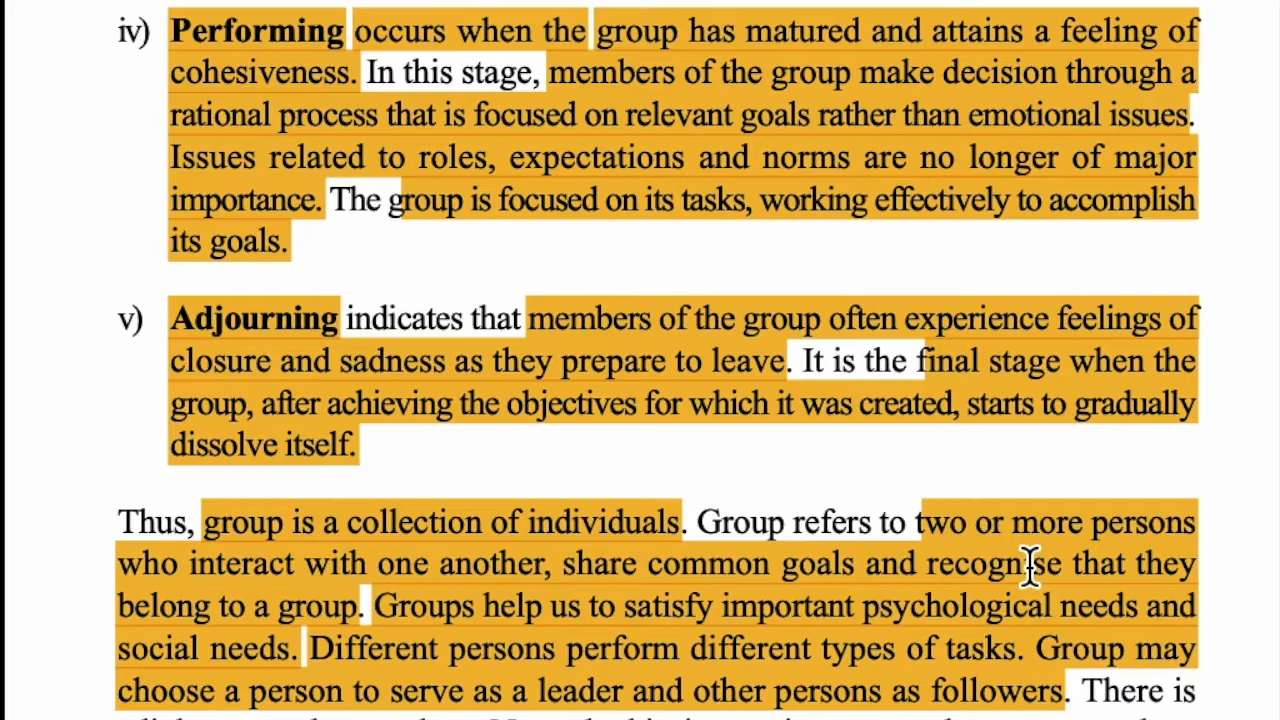 iv) Performing occurs when the group has matured and attains a feeling of
cohesiveness. In this stage, members of the group make decision through a
rational process that is focused on relevant goals rather than emotional issues.
Issues related to roles, expectations and norms are no longer of major
importance. The group is focused on its tasks, working effectively to accomplish
its goals.
v) Adjourning indicates that members of the group often experience feelings of
closure and sadness as they prepare to leave. It is the final stage when the
group, after achieving the objectives for which it was created, starts to gradually
dissolve itself.
Thus, group is a collection of individuals. Group refers to two or more persons
who interact with one another, share common goals and recognise that they
belong to a group. Groups help us to satisfy important psychological needs and
social needs. Different persons perform different types of tasks. Group may
choose a person to serve as a leader and other persons as followers. There is